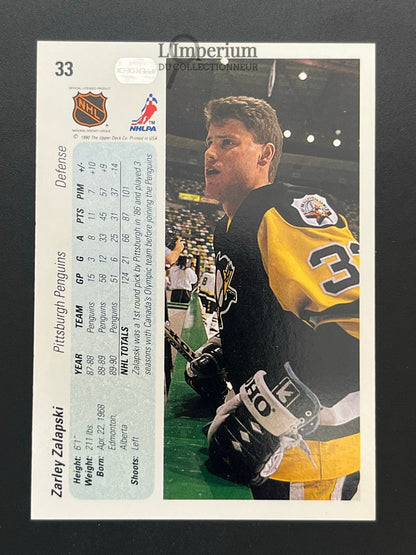 L'Imperium
DU COLLECTIONNEUR
33
UPPER DECK
OFFICIAL LICENSED PRODUCT
NHL
NATIONAL HOCKEY LEAGUE
NHLPA
TM
© 1990 The Upper Deck Co. Printed in USA
Zarley Zalapski
Pittsburgh Penguins Defense
Height: 6'1"
Weight: 211 lbs.
Born: Apr. 22, 1968
Edmonton,
Alberta
Shoots: Left
YEAR TEAM GP G A PTS PIM +/-
87-88 Penguins 15 3 8 11 7 +10
88-89 Penguins 58 12 33 45 57 +9
89-90 Penguins 51 6 25 31 37 -14
NHL TOTALS 124 21 66 87 101
Zalapski was a 1st round pick by Pittsburgh in '86 and played 3
seasons with Canada's Olympic team before joining the Penguins
33
HO